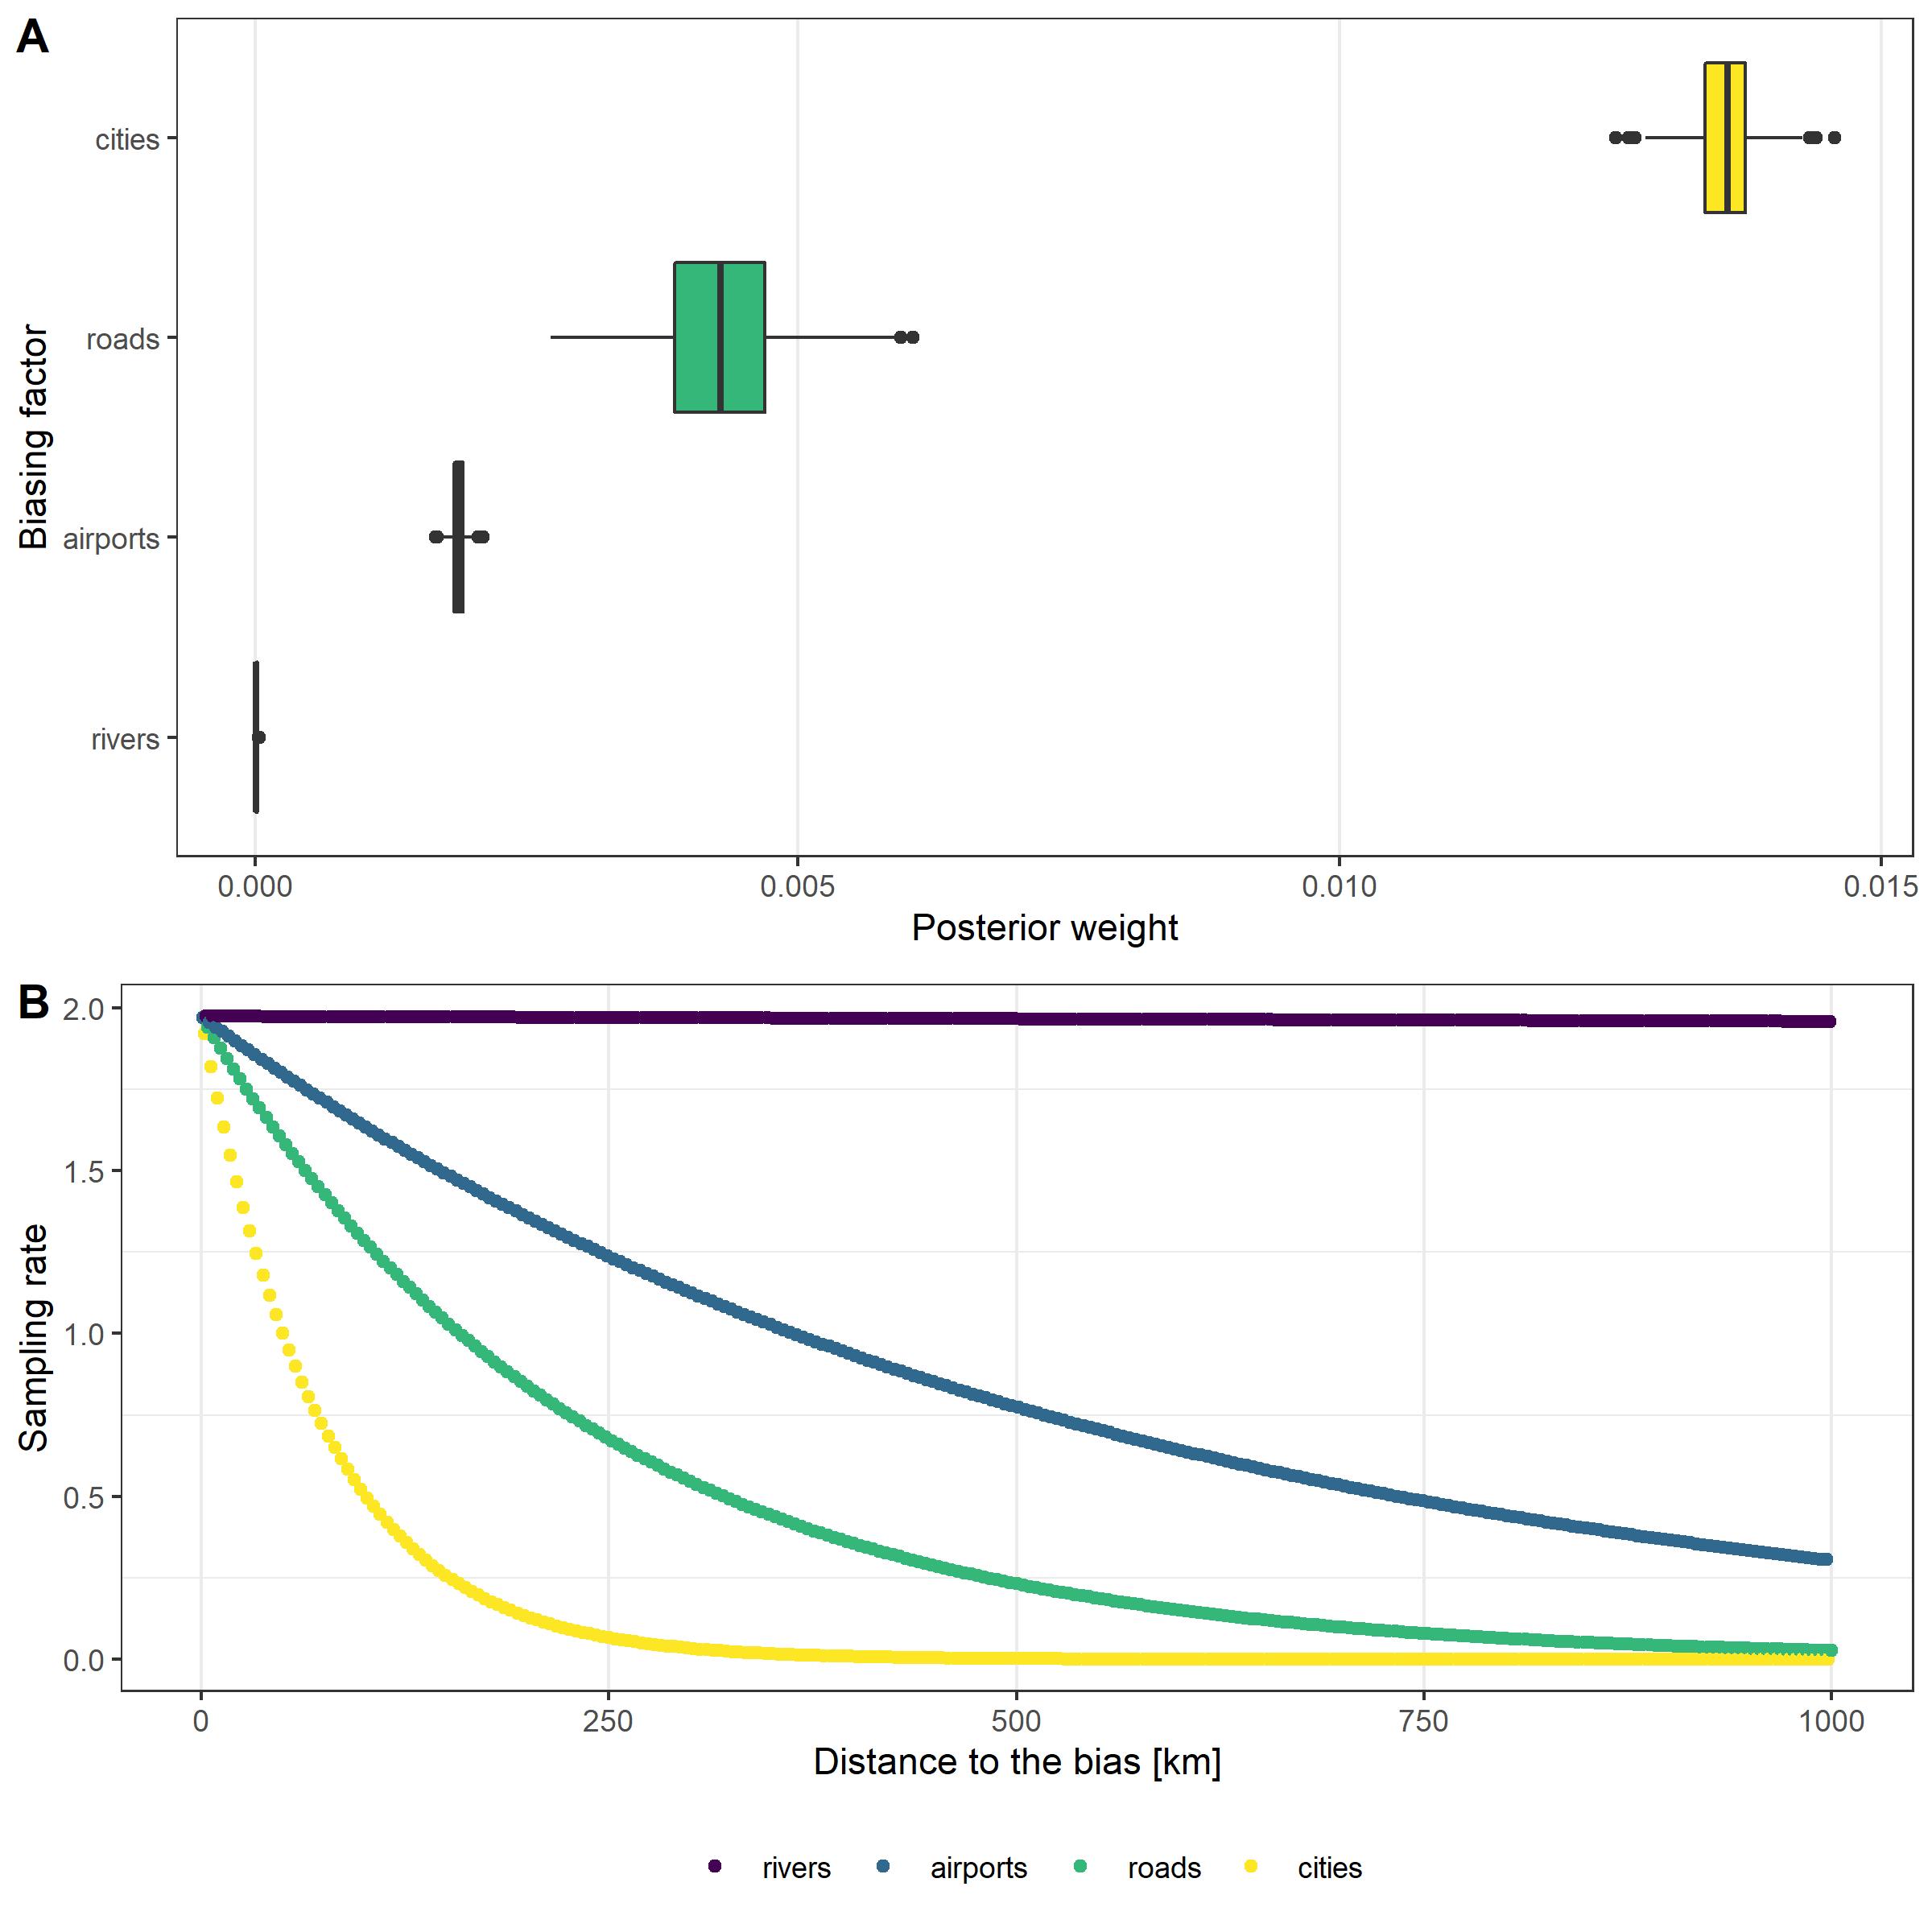 A
Biasing factor
cities
roads
airports
rivers
0.000 0.005 0.010 0.015
Posterior weight
B
Sampling rate
2.0
1.5
1.0
0.5
0.0
0 250 500 750 1000
Distance to the bias [km]
rivers airports roads cities